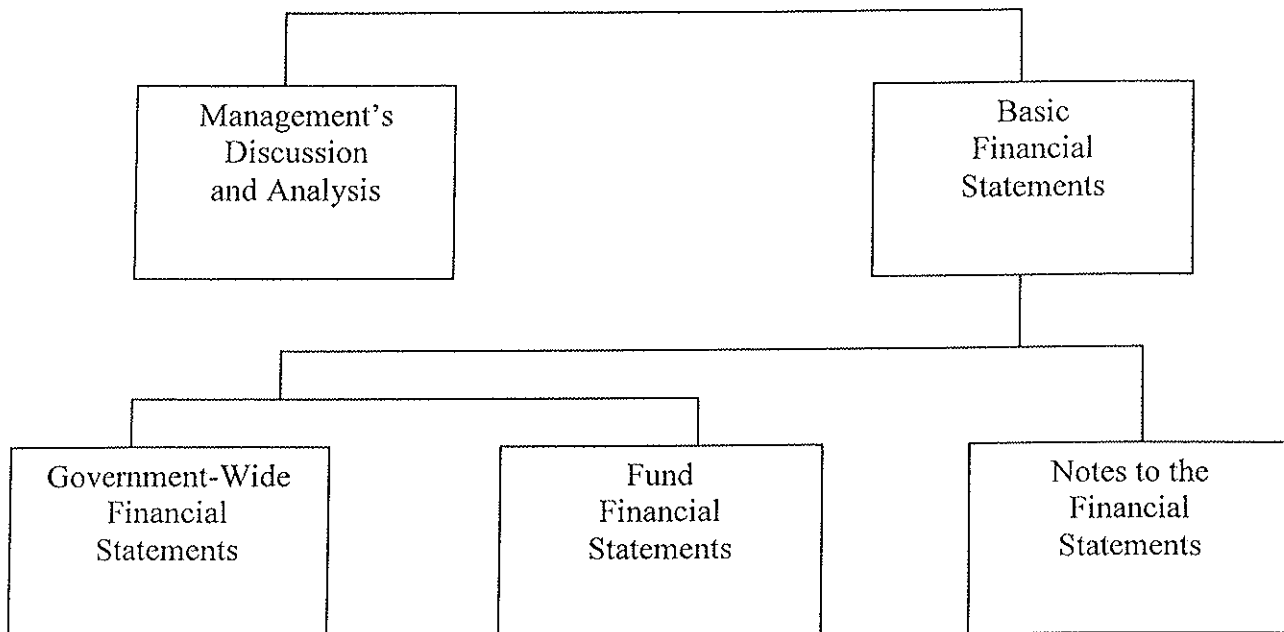 Management's
Discussion
and Analysis
Basic
Financial
Statements
Government-Wide
Financial
Statements
Fund
Financial
Statements
Notes to the
Financial
Statements